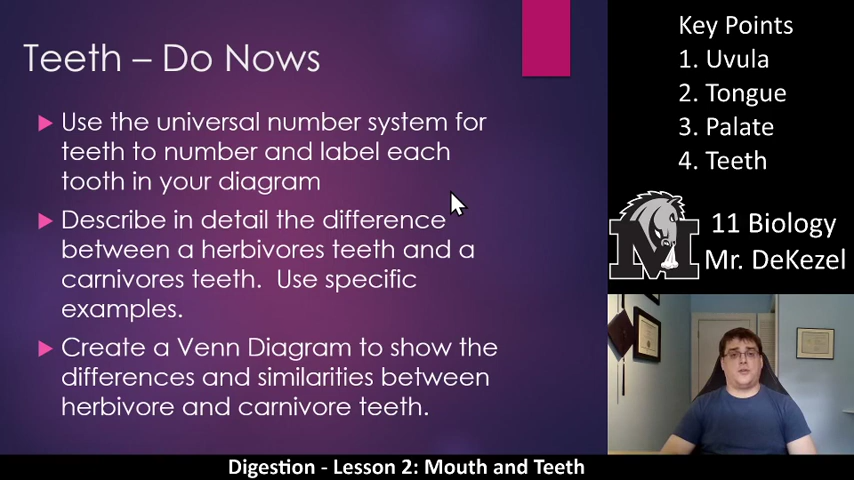 Teeth – Do Nows
Use the universal number system for
teeth to number and label each
tooth in your diagram
Describe in detail the difference
between a herbivores teeth and a
carnivores teeth.  Use specific
examples.
Create a Venn Diagram to show the
differences and similarities between
herbivore and carnivore teeth.
Key Points
1. Uvula
2. Tongue
3. Palate
4. Teeth
M
11 Biology
Mr. DeKezel
Digestion - Lesson 2: Mouth and Teeth